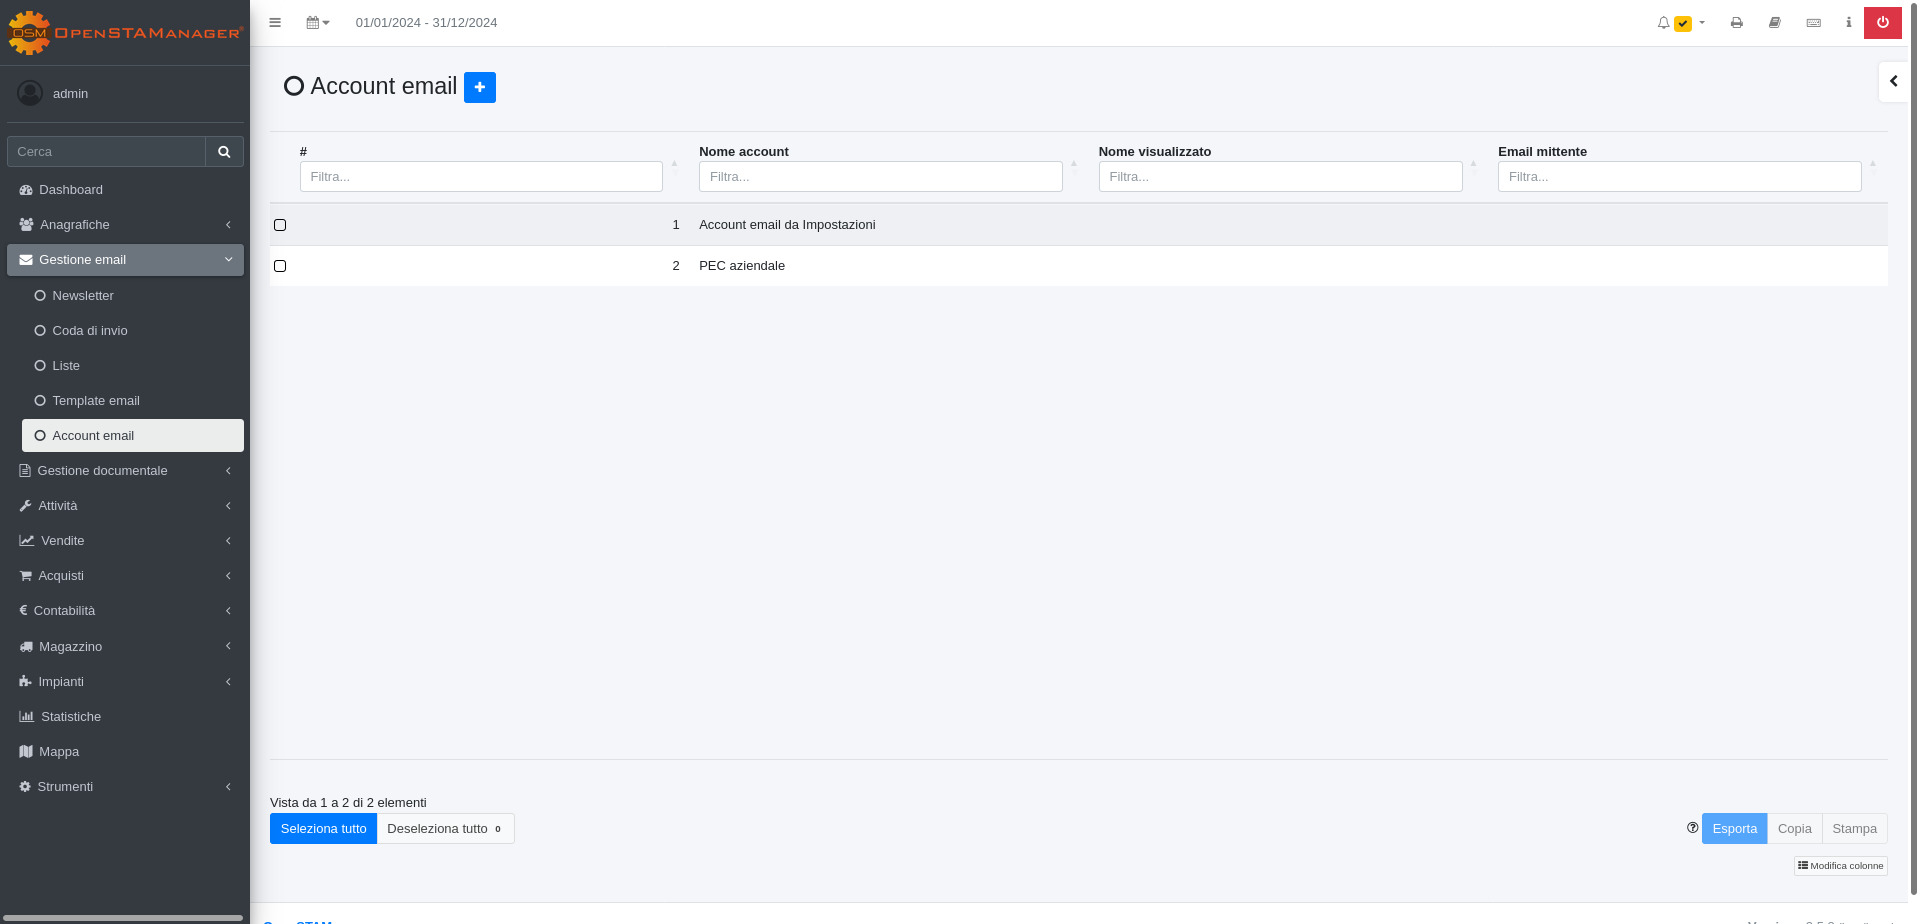 OSM OpenSTAManager®
01/01/2024 - 31/12/2024
admin
Cerca
Dashboard
Anagrafiche
Gestione email
Newsletter
Coda di invio
Liste
Template email
Account email
Gestione documentale
Attività
Vendite
Acquisti
€ Contabilità
Magazzino
Impianti
Statistiche
Mappa
Strumenti
Account email
# Nome account Nome visualizzato Email mittente
Filtra... Filtra... Filtra... Filtra...
1 Account email da Impostazioni
2 PEC aziendale
Vista da 1 a 2 di 2 elementi
Seleziona tutto Deseleziona tutto 0
Esporta Copia Stampa
Modifica colonne